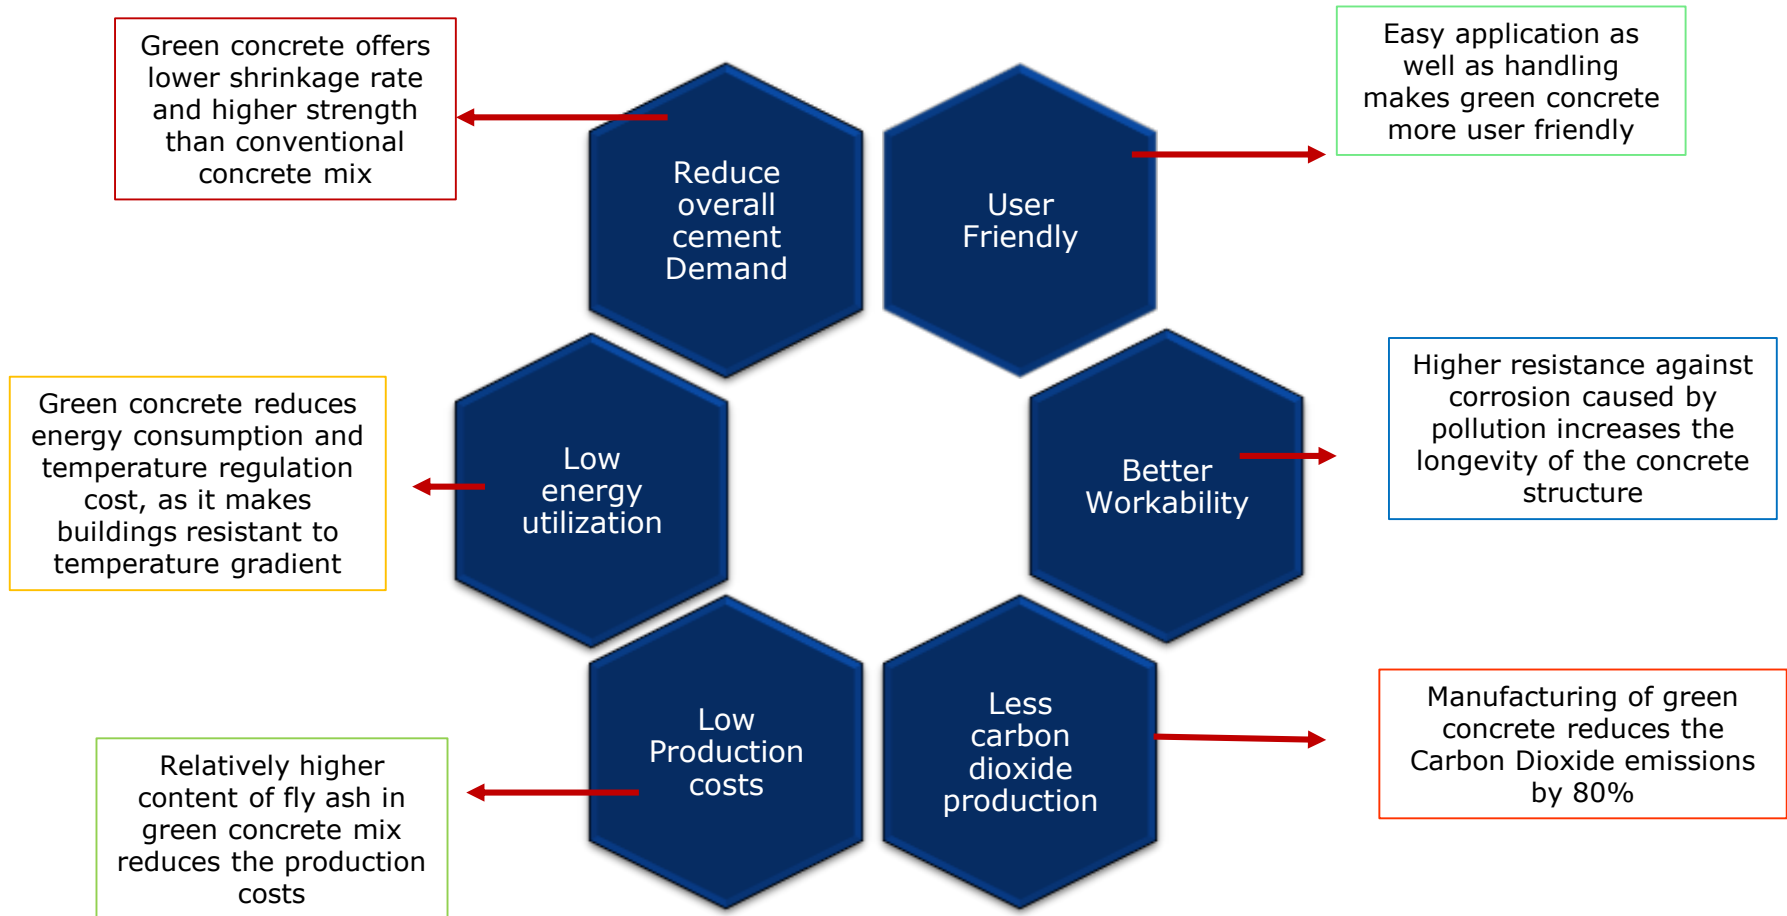 Green concrete offers
lower shrinkage rate
and higher strength
than conventional
concrete mix
Reduce
overall
cement
Demand
User
Friendly
Easy application as
well as handling
makes green concrete
more user friendly
Green concrete reduces
energy consumption and
temperature regulation
cost, as it makes
buildings resistant to
temperature gradient
Low
energy
utilization
Better
Workability
Higher resistance against
corrosion caused by
pollution increases the
longevity of the concrete
structure
Relatively higher
content of fly ash in
green concrete mix
reduces the production
costs
Low
Production
costs
Less
carbon
dioxide
production
Manufacturing of green
concrete reduces the
Carbon Dioxide emissions
by 80%